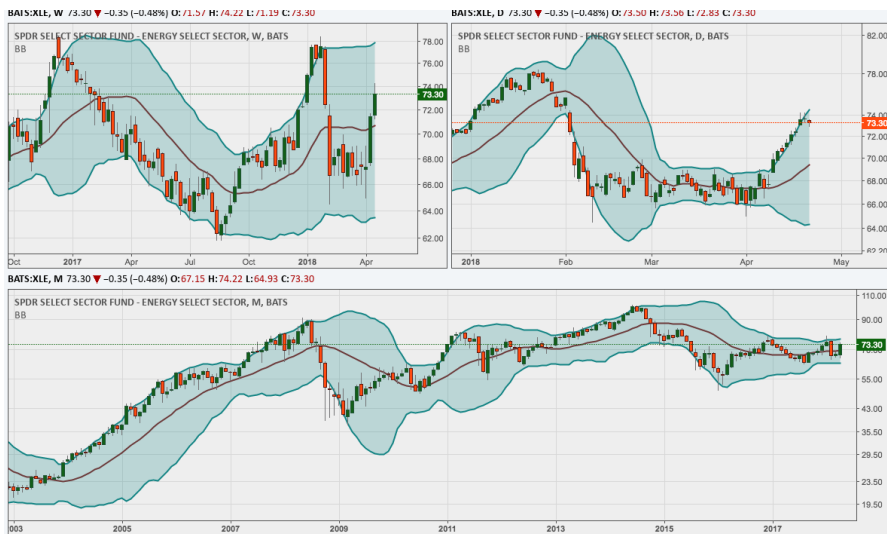 BATS:XLE, W 73.30 ▼ −0.35 (−0.48%) O:71.57 H:74.22 L:71.19 C:73.30
SPDR SELECT SECTOR FUND - ENERGY SELECT SECTOR, W, BATS
BB
78.00
74.00
73.30
70.00
68.00
66.00
64.00
62.00
Oct 2017 Apr Jul Oct 2018 Apr
BATS:XLE, D 73.30 ▼ −0.35 (−0.48%) O:73.50 H:73.56 L:72.83 C:73.30
SPDR SELECT SECTOR FUND - ENERGY SELECT SECTOR, D, BATS
BB
82.00
78.00
74.00
73.30
72.00
70.00
68.00
66.00
64.00
62.20
2018 Feb Mar Apr May
BATS:XLE, M 73.30 ▼ −0.35 (−0.48%) O:67.15 H:74.22 L:64.93 C:73.30
SPDR SELECT SECTOR FUND - ENERGY SELECT SECTOR, M, BATS
BB
110.00
90.00
73.30
55.00
43.00
35.50
29.50
23.50
19.50
2003 2005 2007 2009 2011 2013 2015 2017